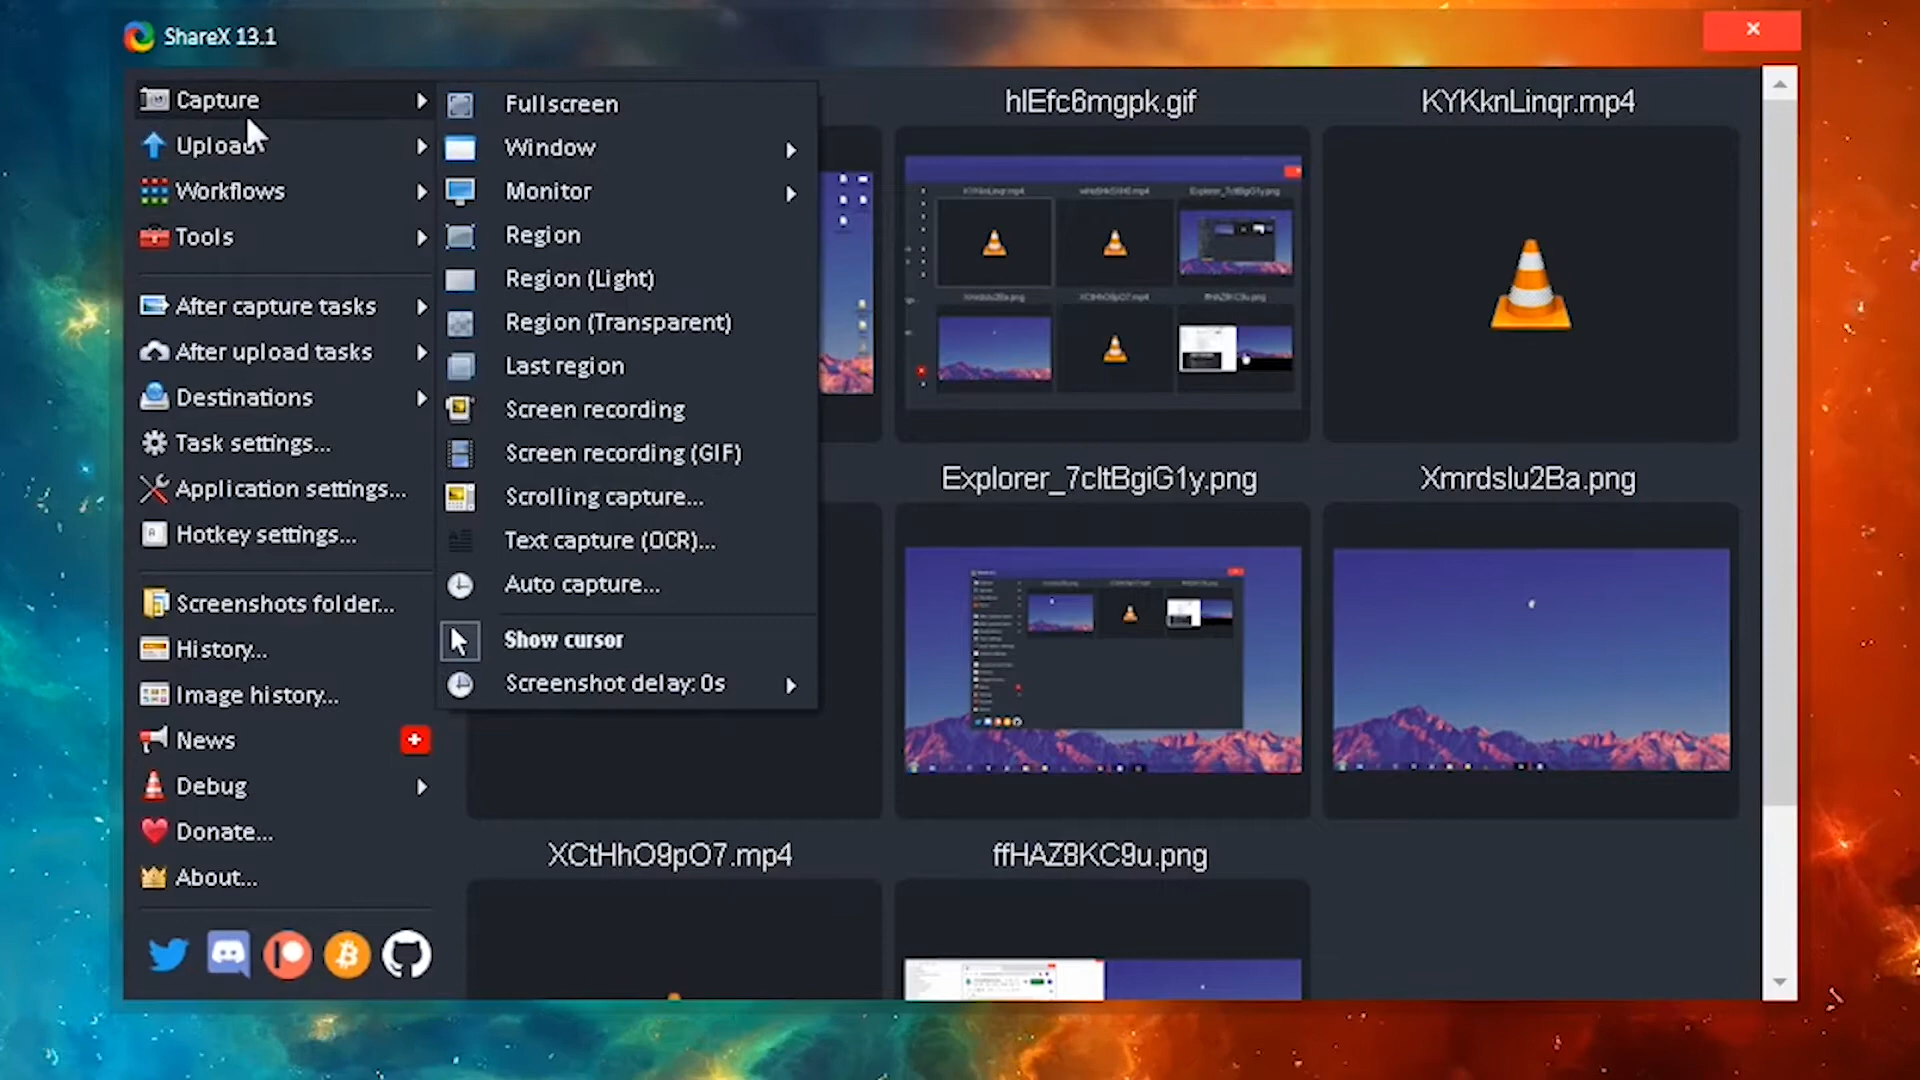 ShareX 13.1
Capture
Upload
Workflows
Tools
After capture tasks
After upload tasks
Destinations
Task settings...
Application settings...
Hotkey settings...
Screenshots folder...
History...
Image history...
News
Debug
Donate...
About...
Fullscreen
Window
Monitor
Region
Region (Light)
Region (Transparent)
Last region
Screen recording
Screen recording (GIF)
Scrolling capture...
Text capture (OCR)...
Auto capture...
Show cursor
Screenshot delay: 0s
hIEfc6mgpk.gif
KYKknLinqr.mp4
Explorer_7cItBgiG1y.png
Xmrdslu2Ba.png
XCtHhO9pO7.mp4
ffHAZ8KC9u.png